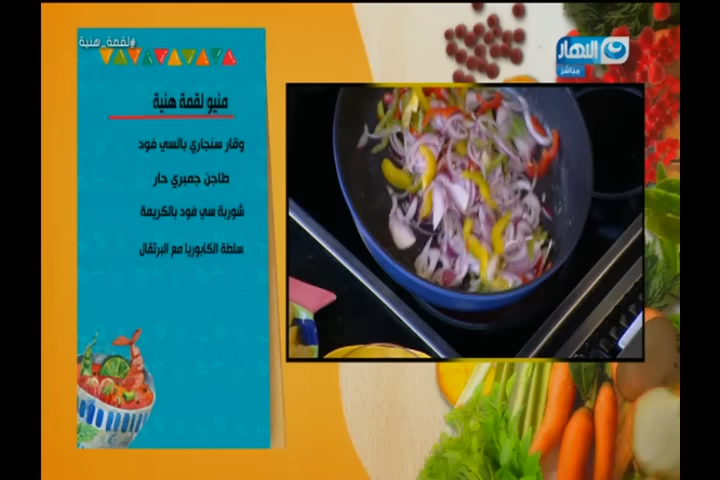 #لقمة_هنية
النهار
مباشر
منيو لقمة هنية
وقار سنجاري بالسي فود
طاجن جمبري حار
شوربة سي فود بالكريمة
سلطة الكابوريا مع البرتقال